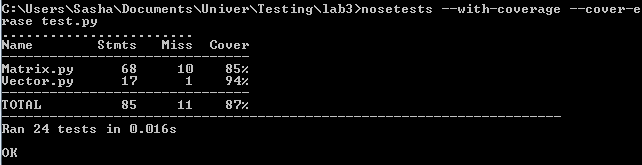 C:\Users\Sasha\Documents\Univer\Testing\lab3>nosetests --with-coverage --cover-e
rase test.py
........................
Name        Stmts   Miss  Cover
-------------------------------
Matrix.py      68     10    85%
Vector.py      17      1    94%
-------------------------------
TOTAL          85     11    87%
----------------------------------------------------------------------
Ran 24 tests in 0.016s

OK